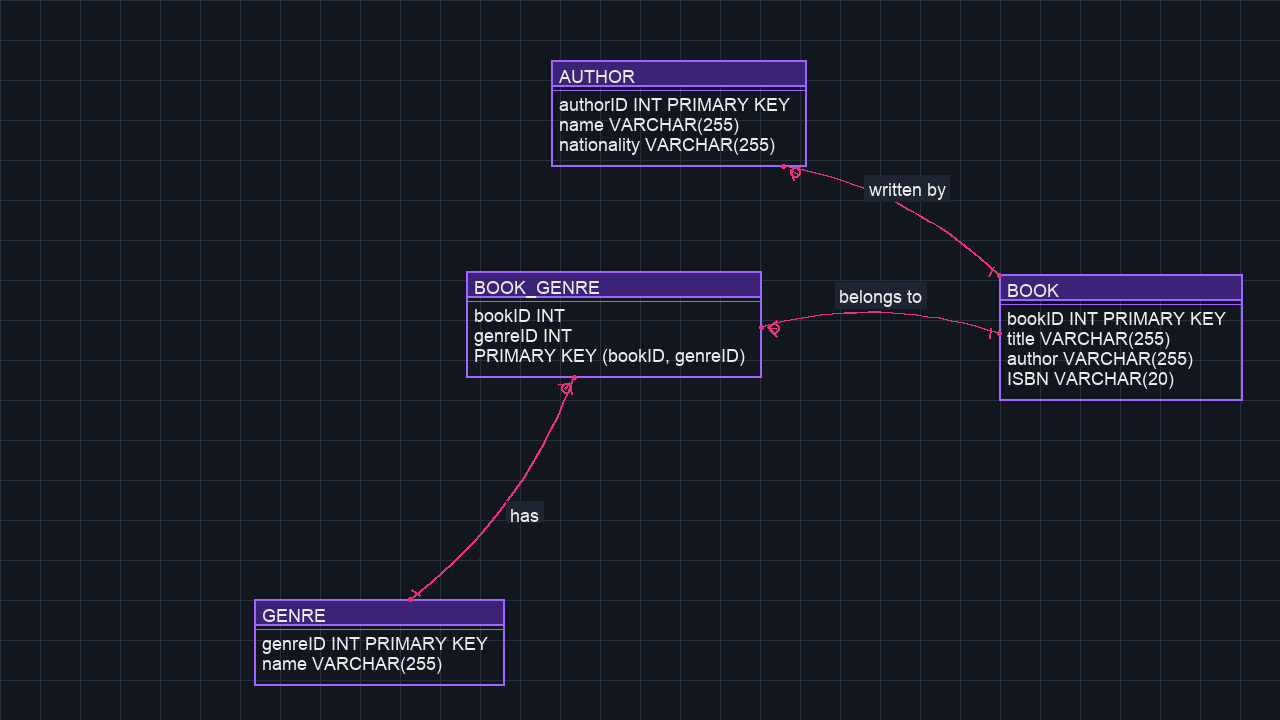 AUTHOR
authorID INT PRIMARY KEY
name VARCHAR(255)
nationality VARCHAR(255)
written by
BOOK_GENRE
bookID INT
genreID INT
PRIMARY KEY (bookID, genreID)
belongs to
BOOK
bookID INT PRIMARY KEY
title VARCHAR(255)
author VARCHAR(255)
ISBN VARCHAR(20)
has
GENRE
genreID INT PRIMARY KEY
name VARCHAR(255)